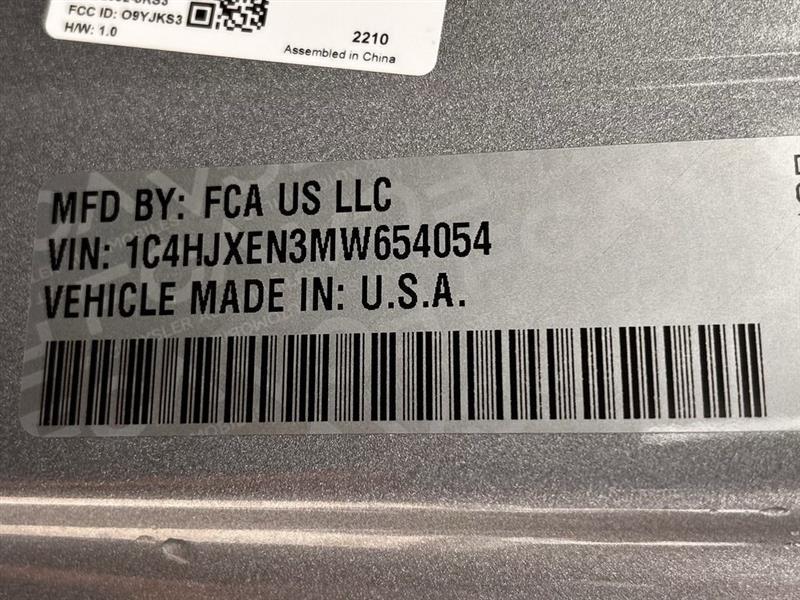 FCC ID: O9YJKS3
H/W: 1.0
2210
Assembled in China
MFD BY: FCA US LLC
VIN: 1C4HJXEN3MW654054
VEHICLE MADE IN: U.S.A.